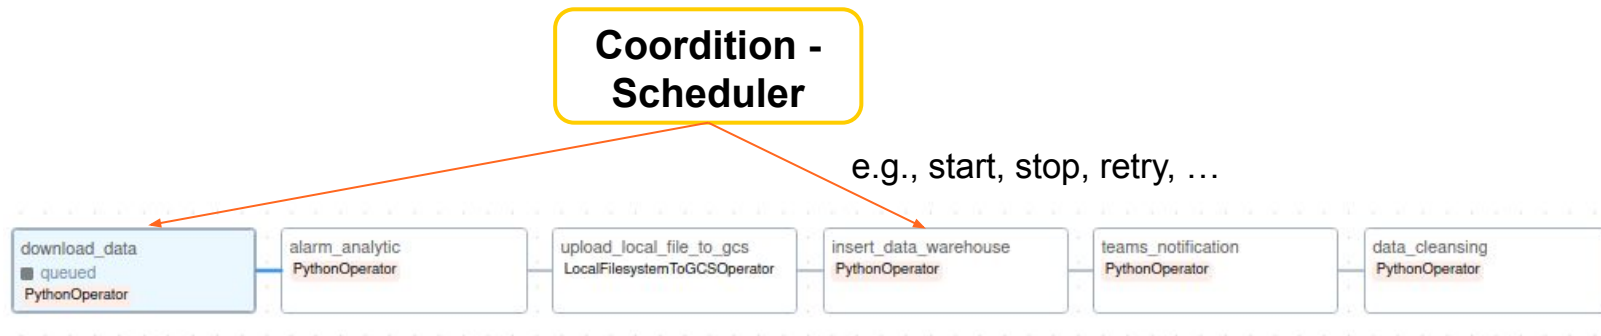 Coordition -
Scheduler
e.g., start, stop, retry, …
download_data
queued
PythonOperator
alarm_analytic
PythonOperator
upload_local_file_to_gcs
LocalFilesystemToGCSOperator
insert_data_warehouse
PythonOperator
teams_notification
PythonOperator
data_cleansing
PythonOperator